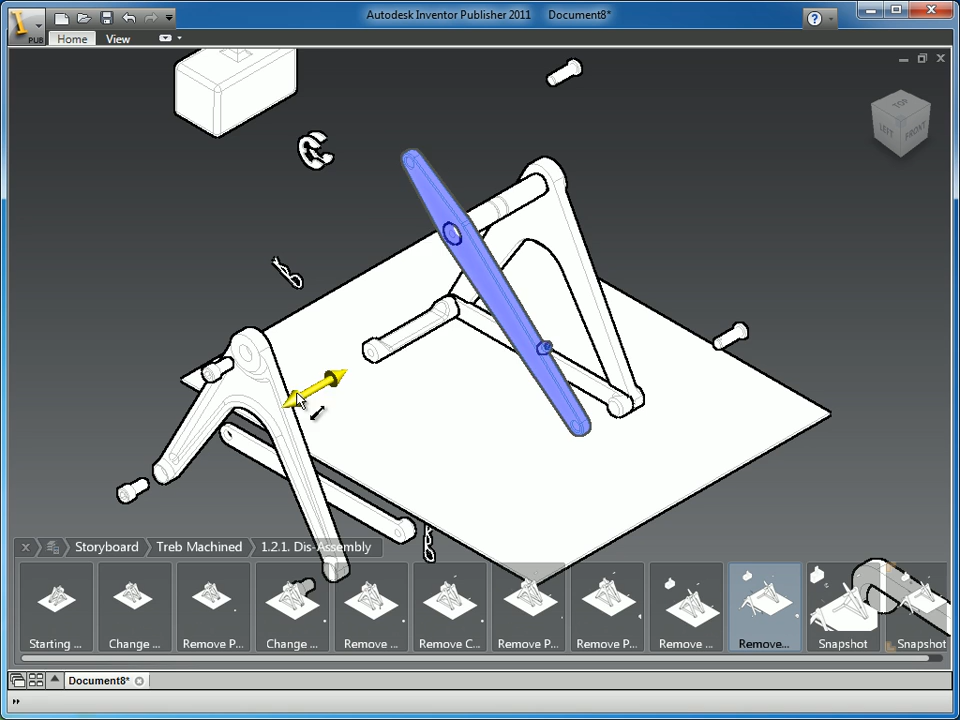 Autodesk Inventor Publisher 2011 Document8*
PUB
Home View
TOP
LEFT FRONT
Storyboard Treb Machined 1.2.1. Dis-Assembly
Starting ... Change ... Remove P... Change ... Remove ... Remove C... Remove P... Remove P... Remove ... Remove... Snapshot Snapshot
Document8*